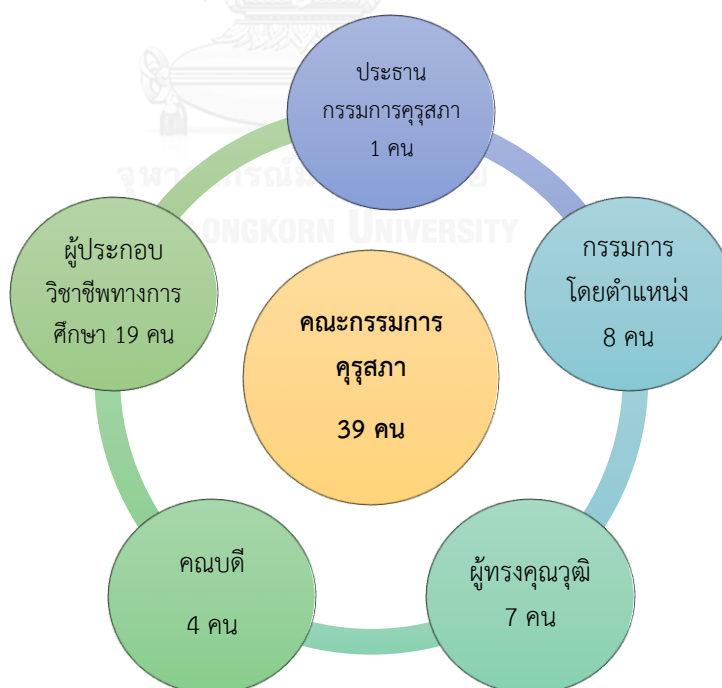 ประธาน
กรรมการคุรุสภา
1 คน
กรรมการ
โดยตำแหน่ง
8 คน
ผู้ทรงคุณวุฒิ
7 คน
คณบดี
4 คน
ผู้ประกอบ
วิชาชีพทางการ
ศึกษา 19 คน
คณะกรรมการ
คุรุสภา
39 คน
UNIVERSITY